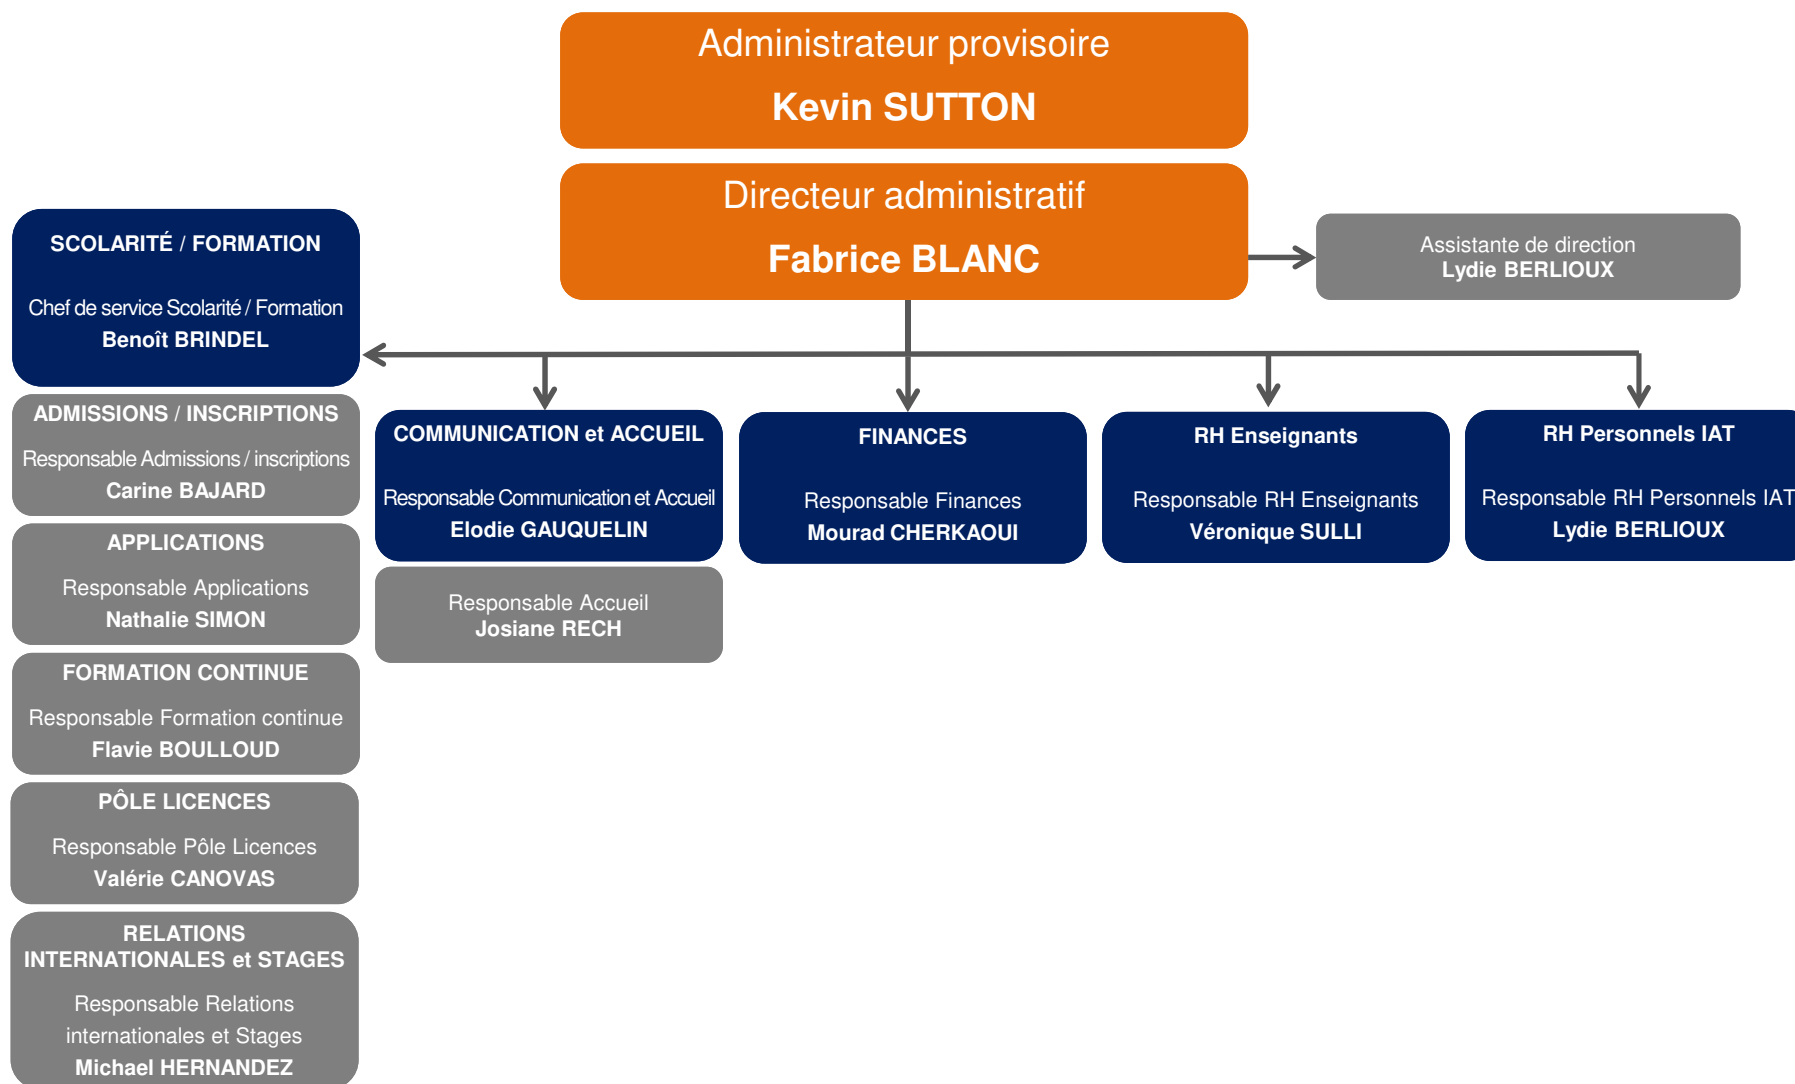 Administrateur provisoire
Kevin SUTTON
Directeur administratif
Fabrice BLANC
Assistante de direction
Lydie BERLIOUX
SCOLARITÉ / FORMATION
Chef de service Scolarité / Formation
Benoît BRINDEL
ADMISSIONS / INSCRIPTIONS
Responsable Admissions / inscriptions
Carine BAJARD
APPLICATIONS
Responsable Applications
Nathalie SIMON
FORMATION CONTINUE
Responsable Formation continue
Flavie BOULLOUD
PÔLE LICENCES
Responsable Pôle Licences
Valérie CANOVAS
RELATIONS
INTERNATIONALES et STAGES
Responsable Relations
internationales et Stages
Michael HERNANDEZ
COMMUNICATION et ACCUEIL
Responsable Communication et Accueil
Elodie GAUQUELIN
Responsable Accueil
Josiane RECH
FINANCES
Responsable Finances
Mourad CHERKAOUI
RH Enseignants
Responsable RH Enseignants
Véronique SULLI
RH Personnels IAT
Responsable RH Personnels IAT
Lydie BERLIOUX